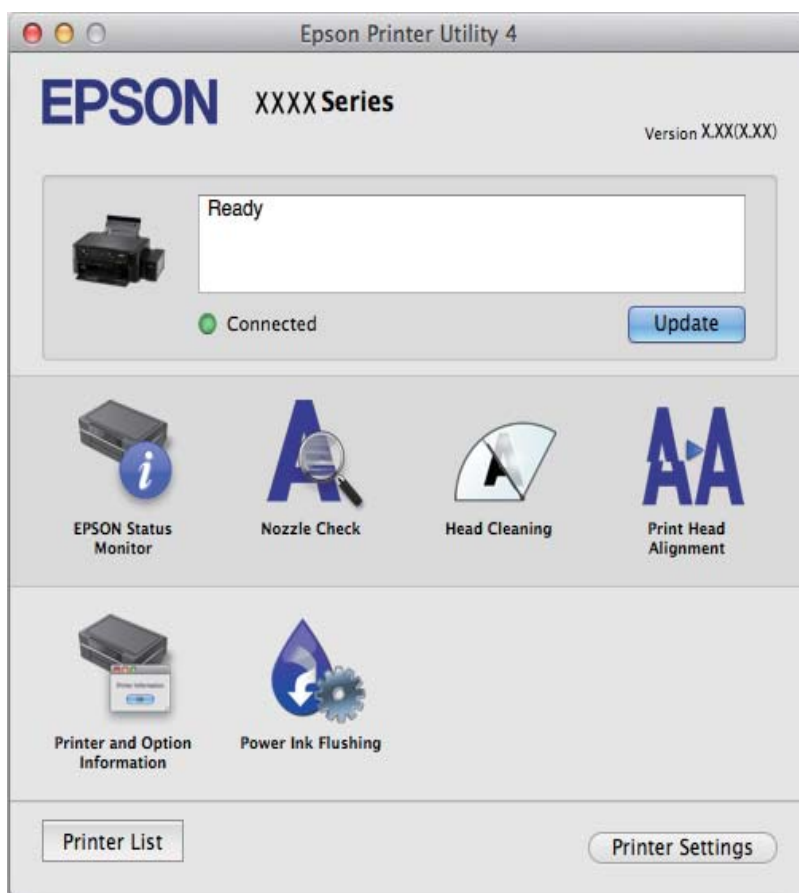 Epson Printer Utility 4
EPSON XXXX Series
Version X.XX(X.XX)
Ready
Connected
Update
EPSON Status
Monitor
Nozzle Check
Head Cleaning
Print Head
Alignment
Printer and Option
Information
Power Ink Flushing
Printer List
Printer Settings